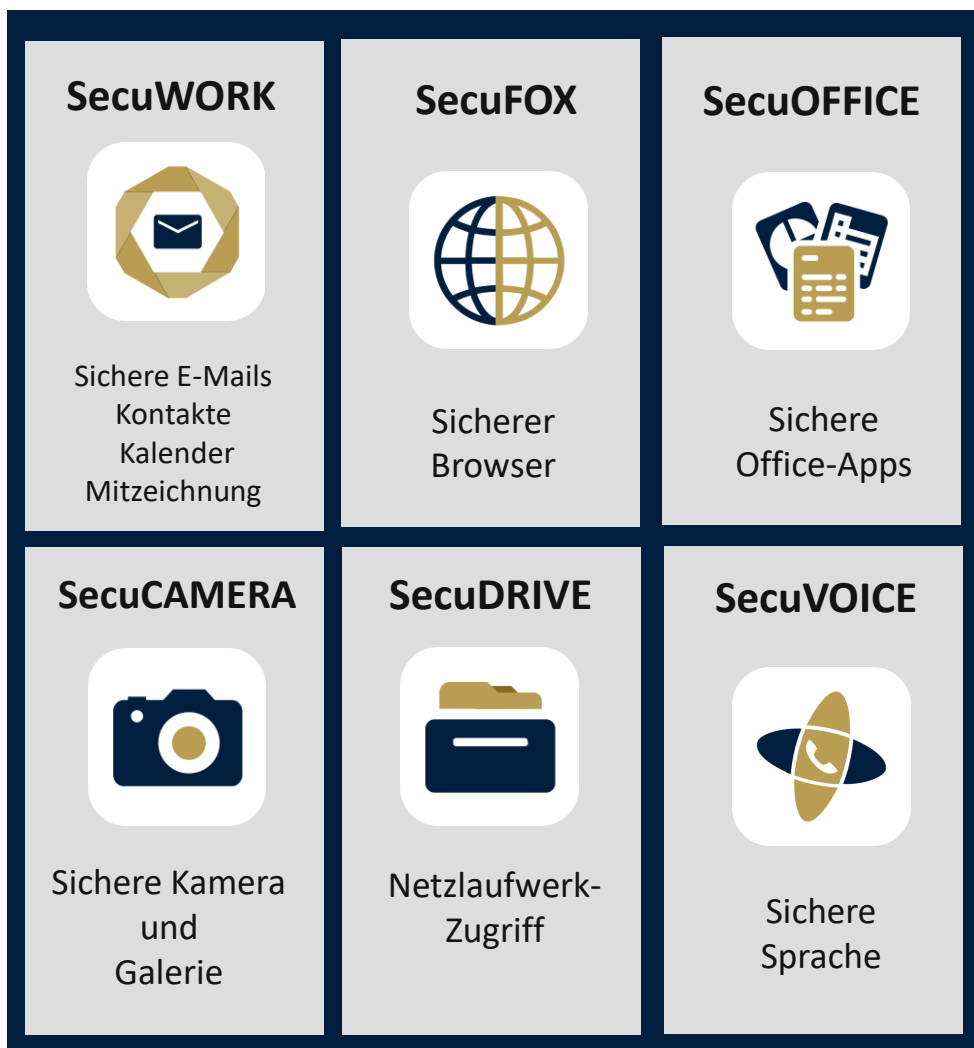 SecuWORK
Sichere E-Mails
Kontakte
Kalender
Mitzeichnung
SecuFOX
Sicherer
Browser
SecuOFFICE
Sichere
Office-Apps
SecuCAMERA
Sichere Kamera
und
Galerie
SecuDRIVE
Netzlaufwerk-
Zugriff
SecuVOICE
Sichere
Sprache